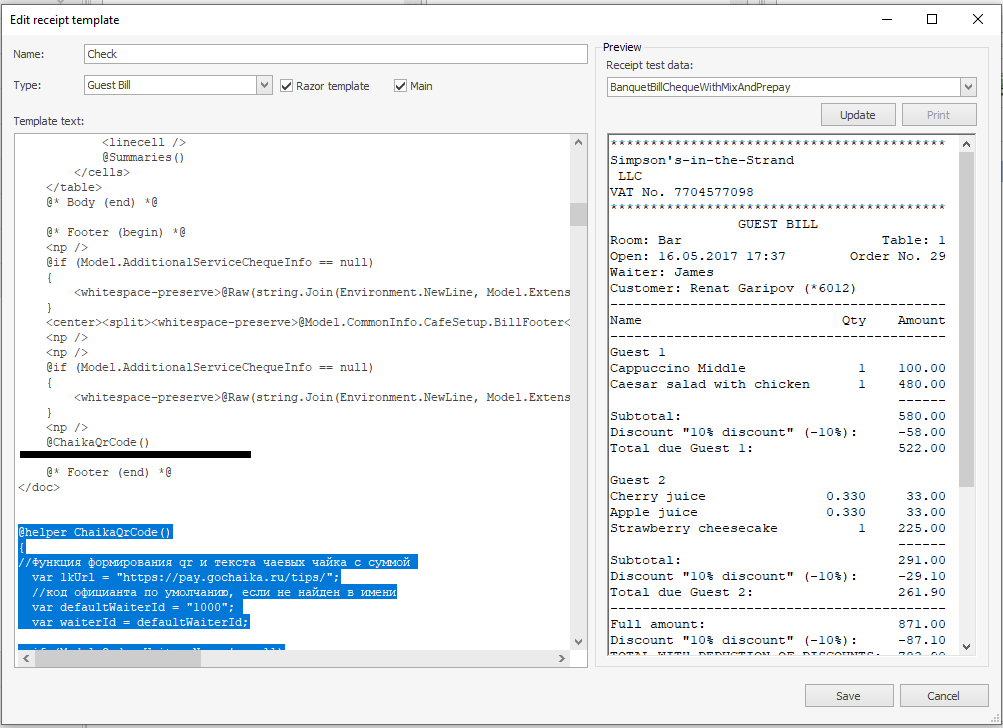 Edit receipt template
Name:
Check
Type:
Guest Bill
Razor template
Main
Template text:
<linecell />
@Summaries()
</cells>
</table>
@* Body (end) *@
@* Footer (begin) *@
<np />
@if (Model.AdditionalServiceChequeInfo == null)
{
<whitespace-preserve>@Raw(string.Join(Environment.NewLine, Model.Extens
}
<center><split><whitespace-preserve>@Model.CommonInfo.CafeSetup.BillFooter<
<np />
<np />
@if (Model.AdditionalServiceChequeInfo == null)
{
<whitespace-preserve>@Raw(string.Join(Environment.NewLine, Model.Extens
}
<np />
@ChaikaQrCode()
@* Footer (end) *@
</doc>
@helper ChaikaQrCode()
{
//Функция формирования qr и текста чаевых чайка с суммой
var lkUrl = "https://pay.gochaika.ru/tips/";
//код официанта по умолчанию, если не найден в имени
var defaultWaiterId = "1000";
var waiterId = defaultWaiterId;
Preview
Receipt test data:
BanquetBillChequeWithMixAndPrepay
Update
Print
******************************************
Simpson's-in-the-Strand
LLC
VAT No. 7704577098
******************************************
GUEST BILL
Room: Bar Table: 1
Open: 16.05.2017 17:37 Order No. 29
Waiter: James
Customer: Renat Garipov (*6012)
------------------------------------------
Name Qty Amount
------------------------------------------
Guest 1
Cappuccino Middle 1 100.00
Caesar salad with chicken 1 480.00
------
Subtotal: 580.00
Discount "10% discount" (-10%): -58.00
Total due Guest 1: 522.00
Guest 2
Cherry juice 0.330 33.00
Apple juice 0.330 33.00
Strawberry cheesecake 1 225.00
------
Subtotal: 291.00
Discount "10% discount" (-10%): -29.10
Total due Guest 2: 261.90
------------------------------------------
Full amount: 871.00
Discount "10% discount" (-10%): -87.10
TOTAL WITH DEDUCTION OF DISCOUNTS:
Save
Cancel